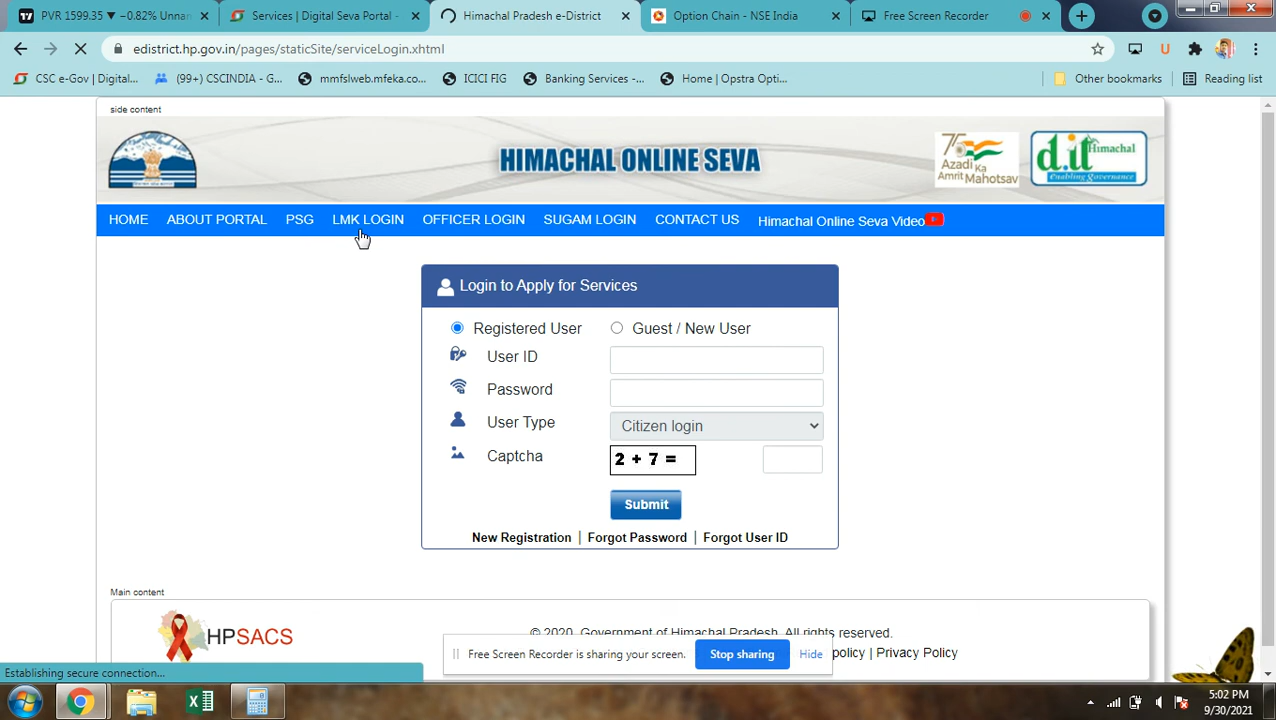 PVR 1599.35 ▼ −0.82% Unnan
Services | Digital Seva Portal -
Himachal Pradesh e-District
Option Chain - NSE India
Free Screen Recorder
edistrict.hp.gov.in/pages/staticSite/serviceLogin.xhtml
CSC e-Gov | Digital...
(99+) CSCINDIA - G...
mmfslweb.mfeka.co...
ICICI FIG
Banking Services -...
Home | Opstra Opti...
Other bookmarks
Reading list
side content
HIMACHAL ONLINE SEVA
75 Azadi Ka Amrit Mahotsav
d.it Himachal
Enabling Governance
HOME ABOUT PORTAL PSG LMK LOGIN OFFICER LOGIN SUGAM LOGIN CONTACT US Himachal Online Seva Video
Login to Apply for Services
Registered User Guest / New User
User ID
Password
User Type Citizen login
Captcha 2 + 7 =
Submit
New Registration | Forgot Password | Forgot User ID
Main content
HPSACS
© 2020, Government of Himachal Pradesh. All rights reserved.
policy | Privacy Policy
Free Screen Recorder is sharing your screen. Stop sharing Hide
Establishing secure connection...
5:02 PM
9/30/2021